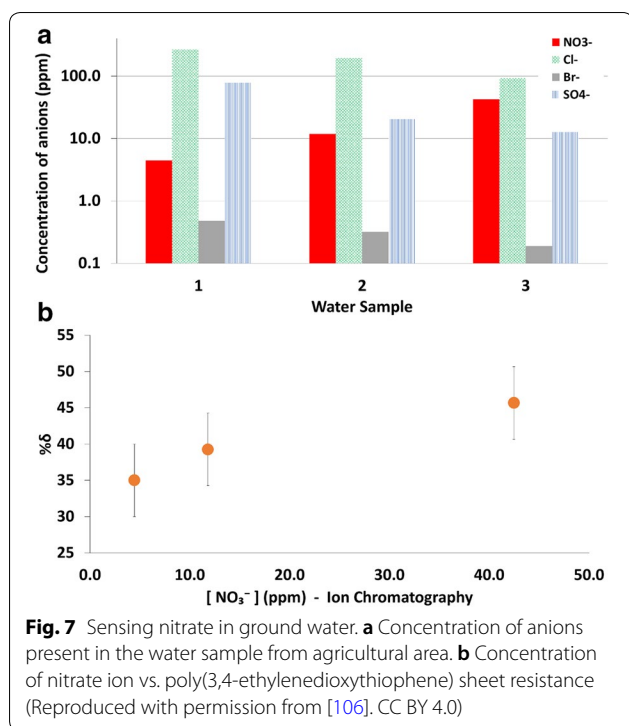 a
NO3-
Cl-
Br-
SO4-
Concentration of anions (ppm)
100.0
10.0
1.0
0.1
1 2 3
Water Sample
b
%δ
55
50
45
40
35
30
25
0.0 10.0 20.0 30.0 40.0 50.0
[ NO₃⁻ ] (ppm) - Ion Chromatography
Fig. 7 Sensing nitrate in ground water. a Concentration of anions
present in the water sample from agricultural area. b Concentration
of nitrate ion vs. poly(3,4-ethylenedioxythiophene) sheet resistance
(Reproduced with permission from [106]. CC BY 4.0)